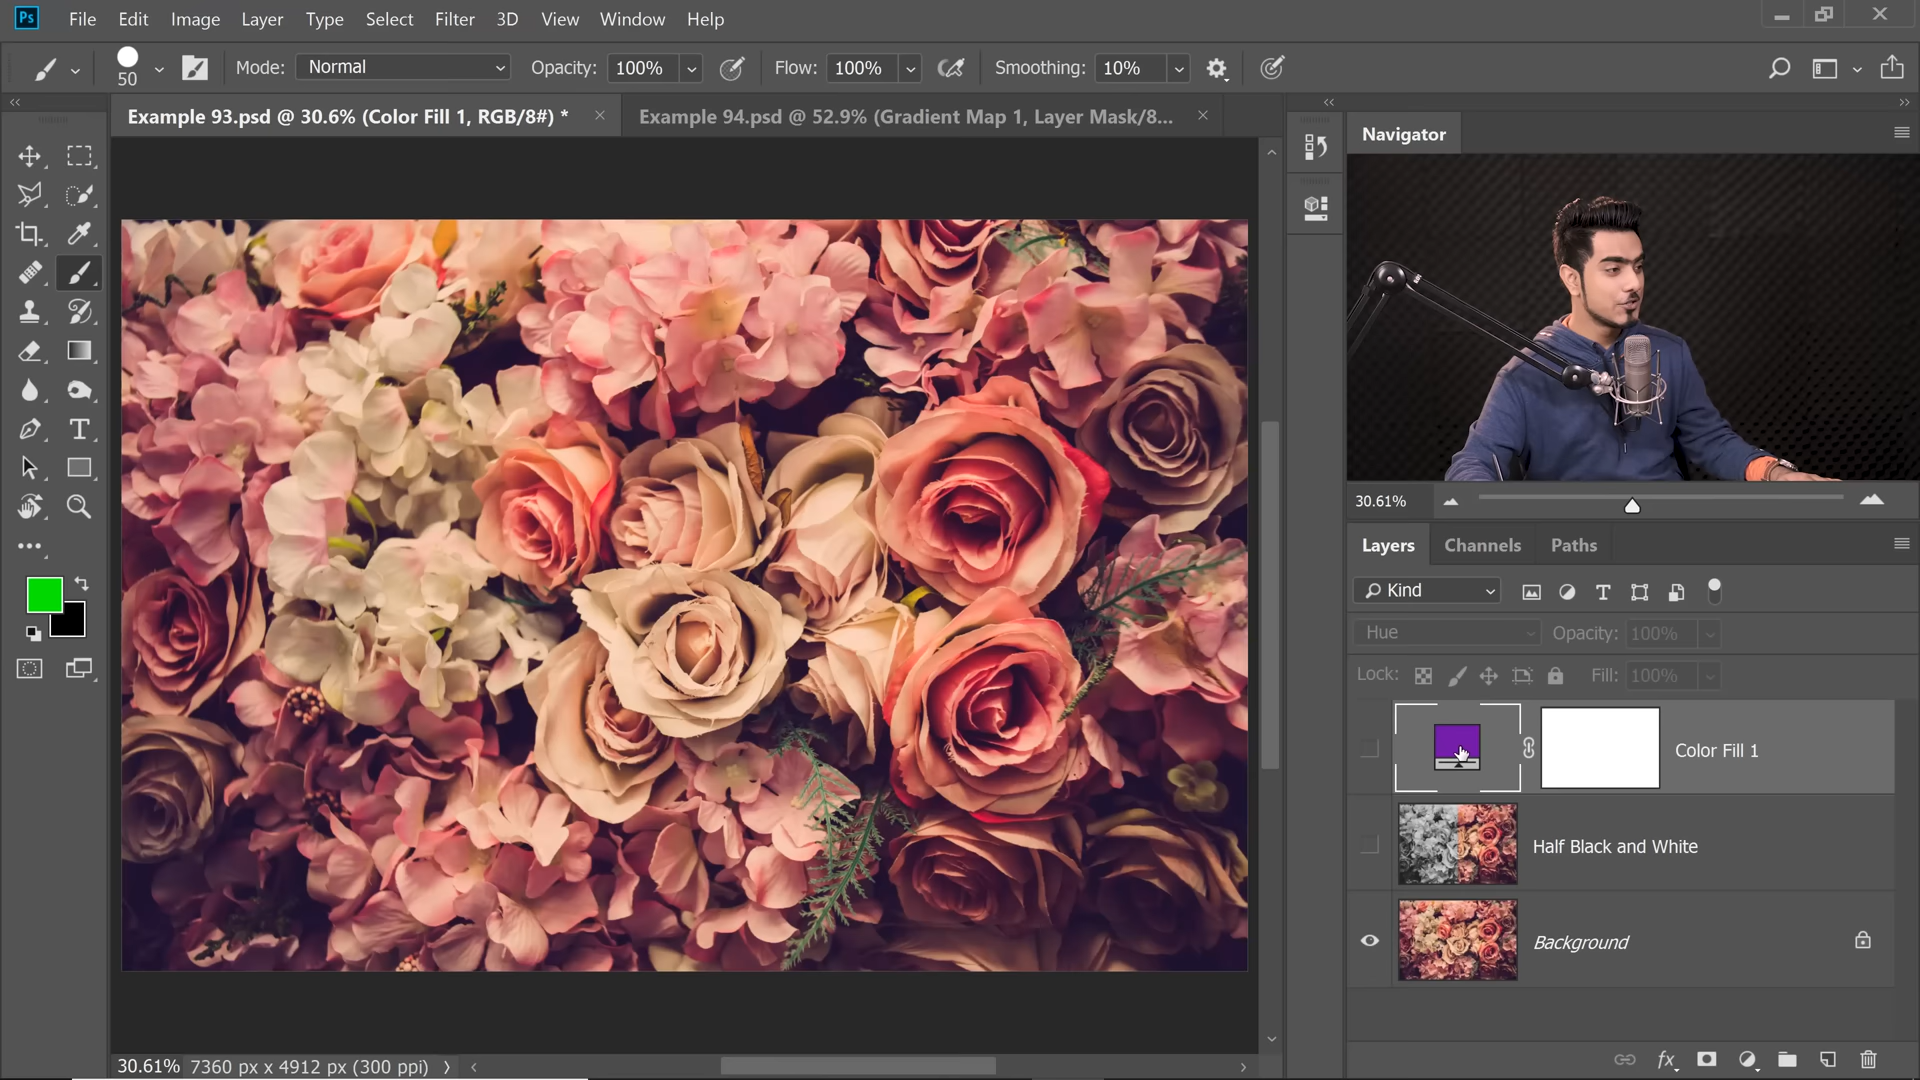 Ps File Edit Image Layer Type Select Filter 3D View Window Help
50 Mode: Normal Opacity: 100% Flow: 100% Smoothing: 10%
Example 93.psd @ 30.6% (Color Fill 1, RGB/8#) * Example 94.psd @ 52.9% (Gradient Map 1, Layer Mask/8...
Navigator
30.61%
Layers Channels Paths
Kind
Hue Opacity: 100%
Lock: Fill: 100%
Color Fill 1
Half Black and White
Background
fx
30.61% 7360 px x 4912 px (300 ppi)